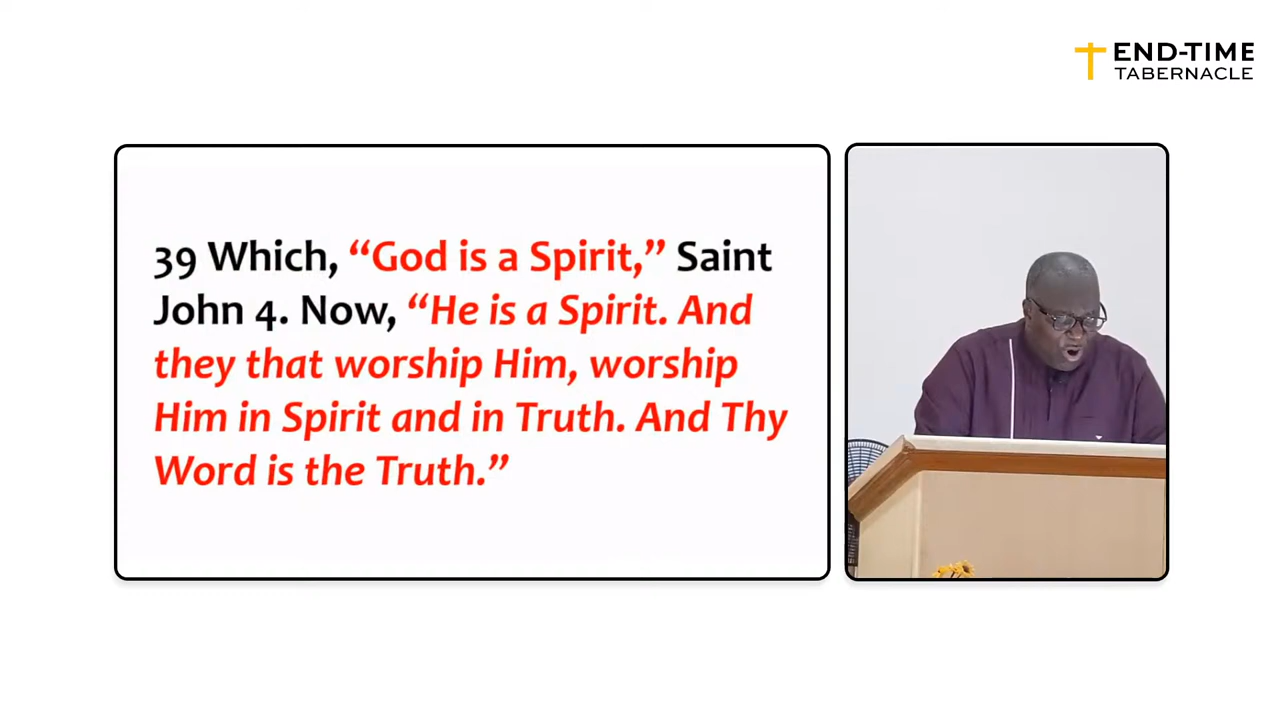 END-TIME
TABERNACLE
39 Which, “God is a Spirit,” Saint
John 4. Now, “He is a Spirit. And
they that worship Him, worship
Him in Spirit and in Truth. And Thy
Word is the Truth.”